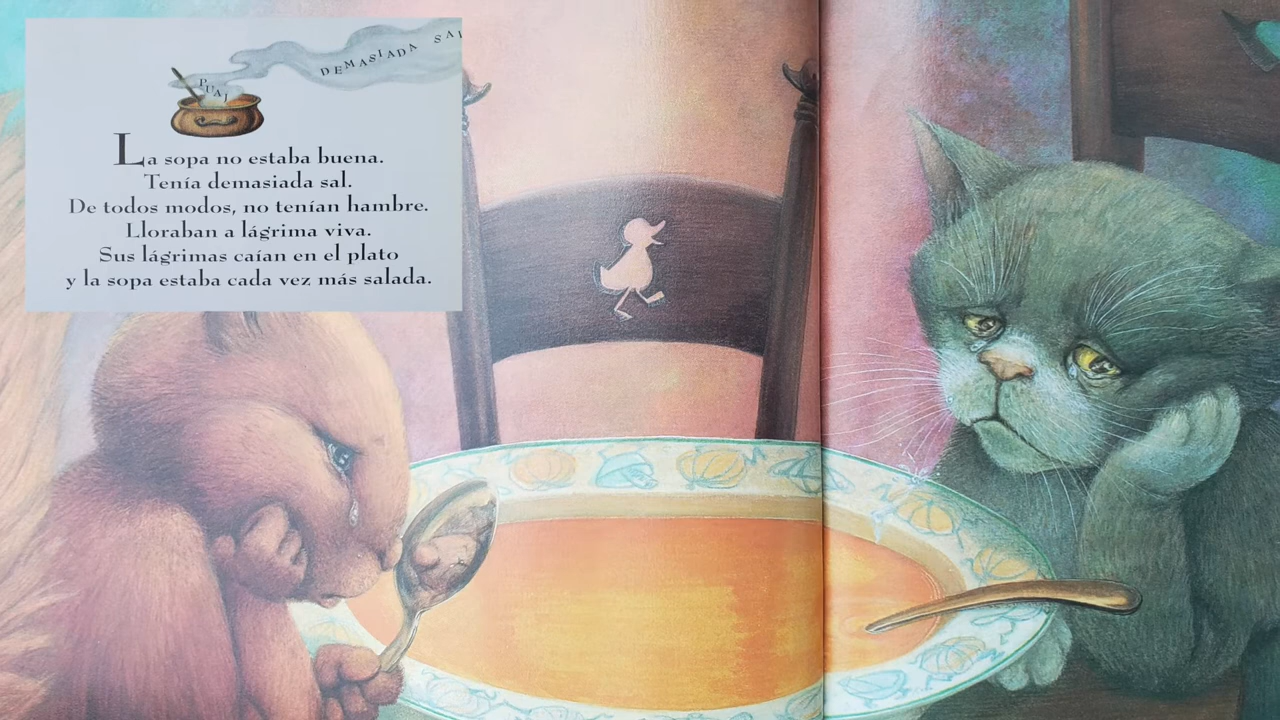 DEMASIADA SAL
PUAJ
La sopa no estaba buena.
Tenía demasiada sal.
De todos modos, no tenían hambre.
Lloraban a lágrima viva.
Sus lágrimas caían en el plato
y la sopa estaba cada vez más salada.